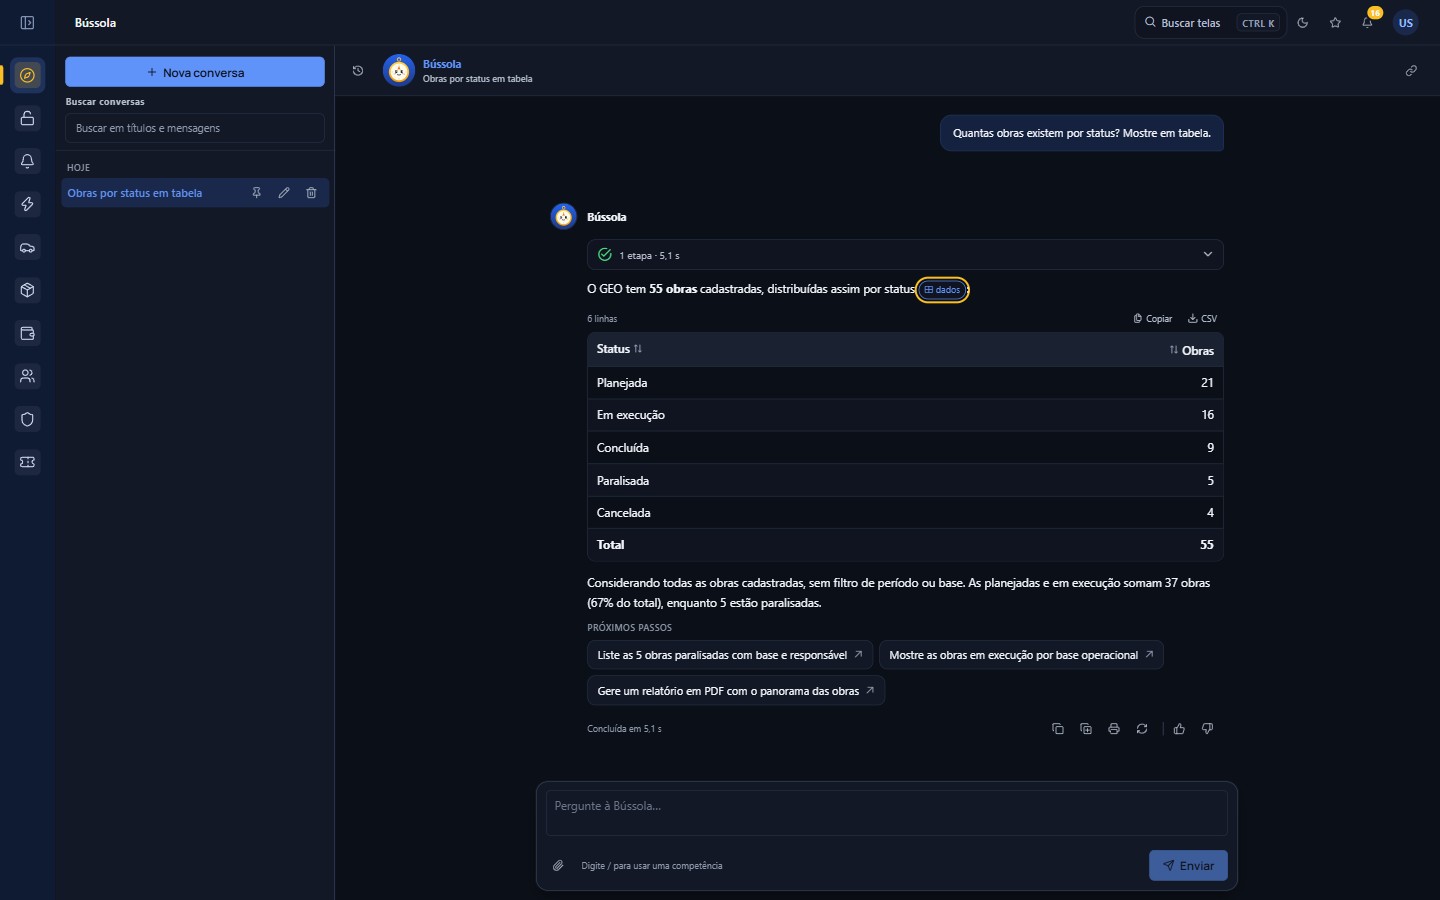 Bússola
Buscar telas
CTRL K
16
US
Nova conversa
Buscar conversas
Buscar em títulos e mensagens
HOJE
Obras por status em tabela
Bússola
Obras por status em tabela
Quantas obras existem por status? Mostre em tabela.
Bússola
1 etapa · 5,1 s
O GEO tem 55 obras cadastradas, distribuídas assim por status dados :
6 linhas
Copiar
CSV
Status
Obras
Planejada 21
Em execução 16
Concluída 9
Paralisada 5
Cancelada 4
Total 55
Considerando todas as obras cadastradas, sem filtro de período ou base. As planejadas e em execução somam 37 obras
(67% do total), enquanto 5 estão paralisadas.
PRÓXIMOS PASSOS
Liste as 5 obras paralisadas com base e responsável
Mostre as obras em execução por base operacional
Gere um relatório em PDF com o panorama das obras
Concluída em 5,1 s
Pergunte à Bússola...
Digite / para usar uma competência
Enviar